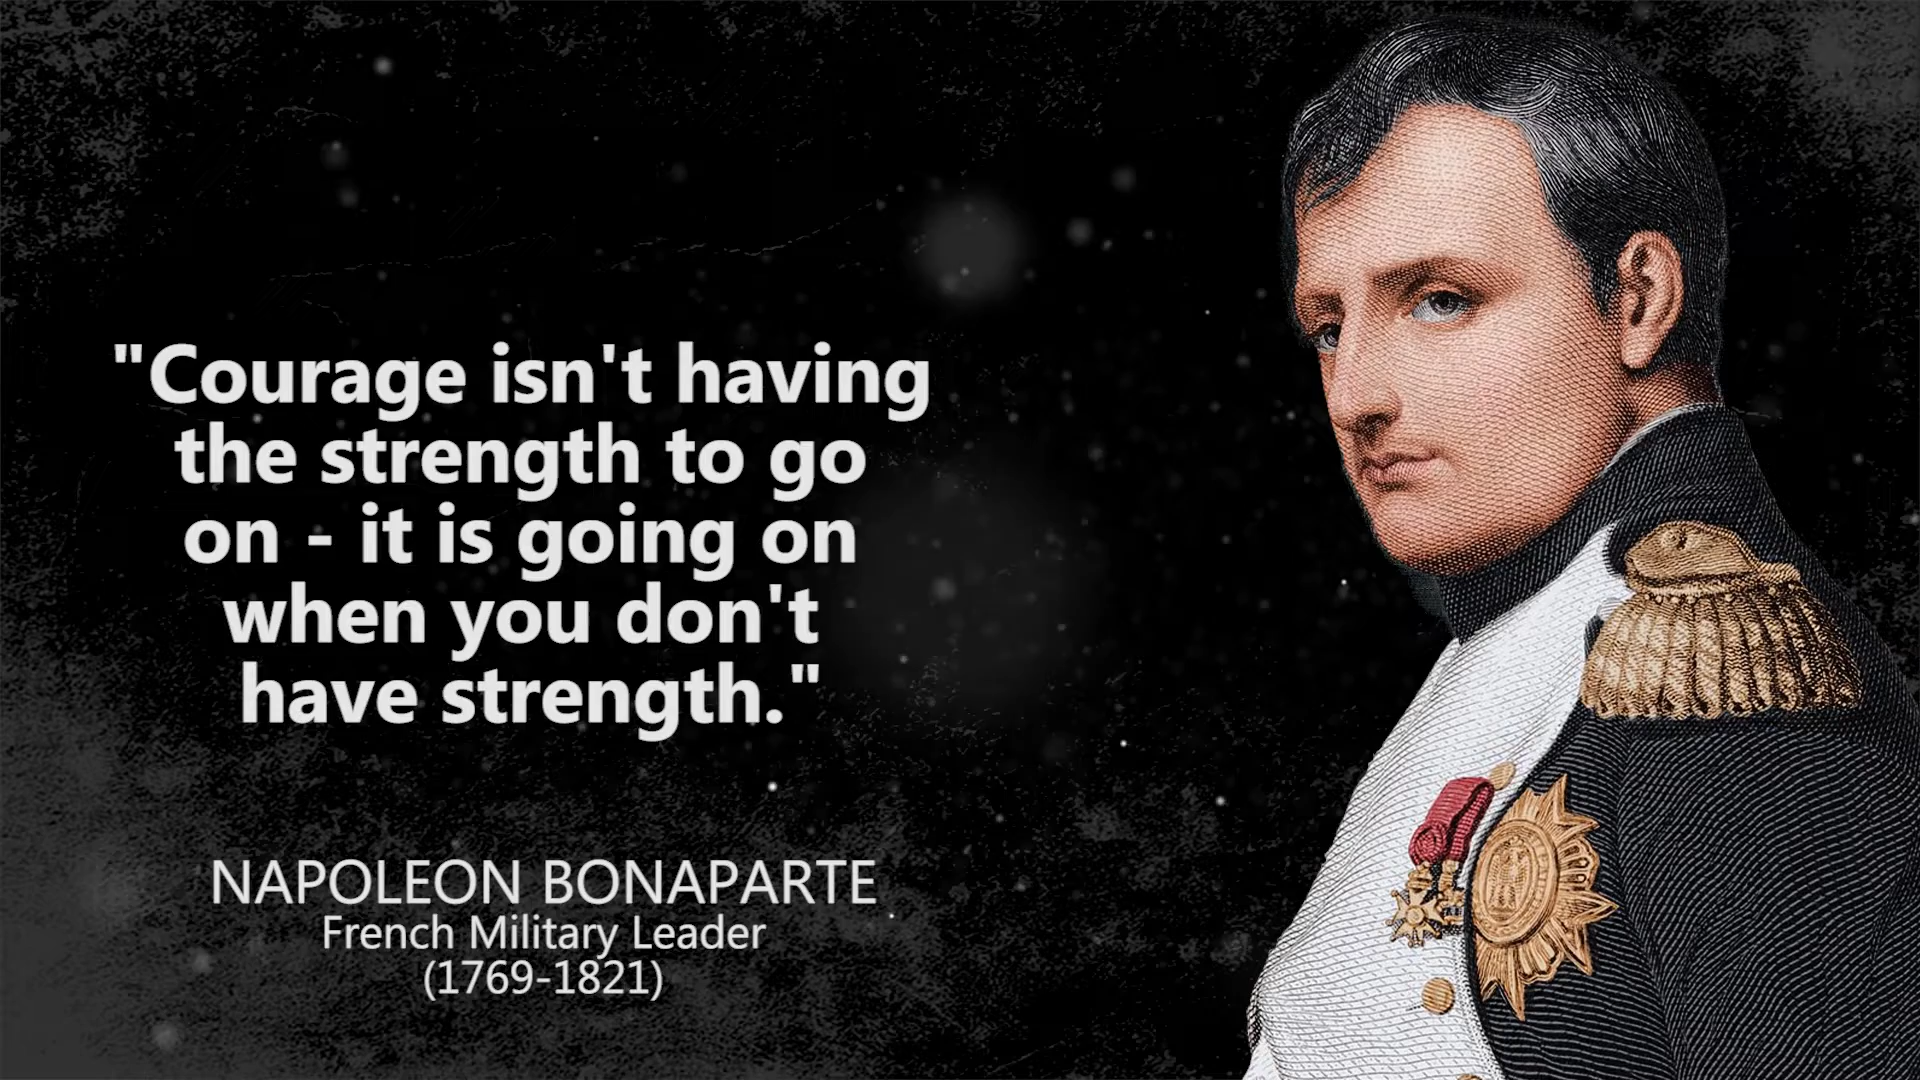 "Courage isn't having
the strength to go
on - it is going on
when you don't
have strength."
NAPOLEON BONAPARTE
French Military Leader
(1769-1821)